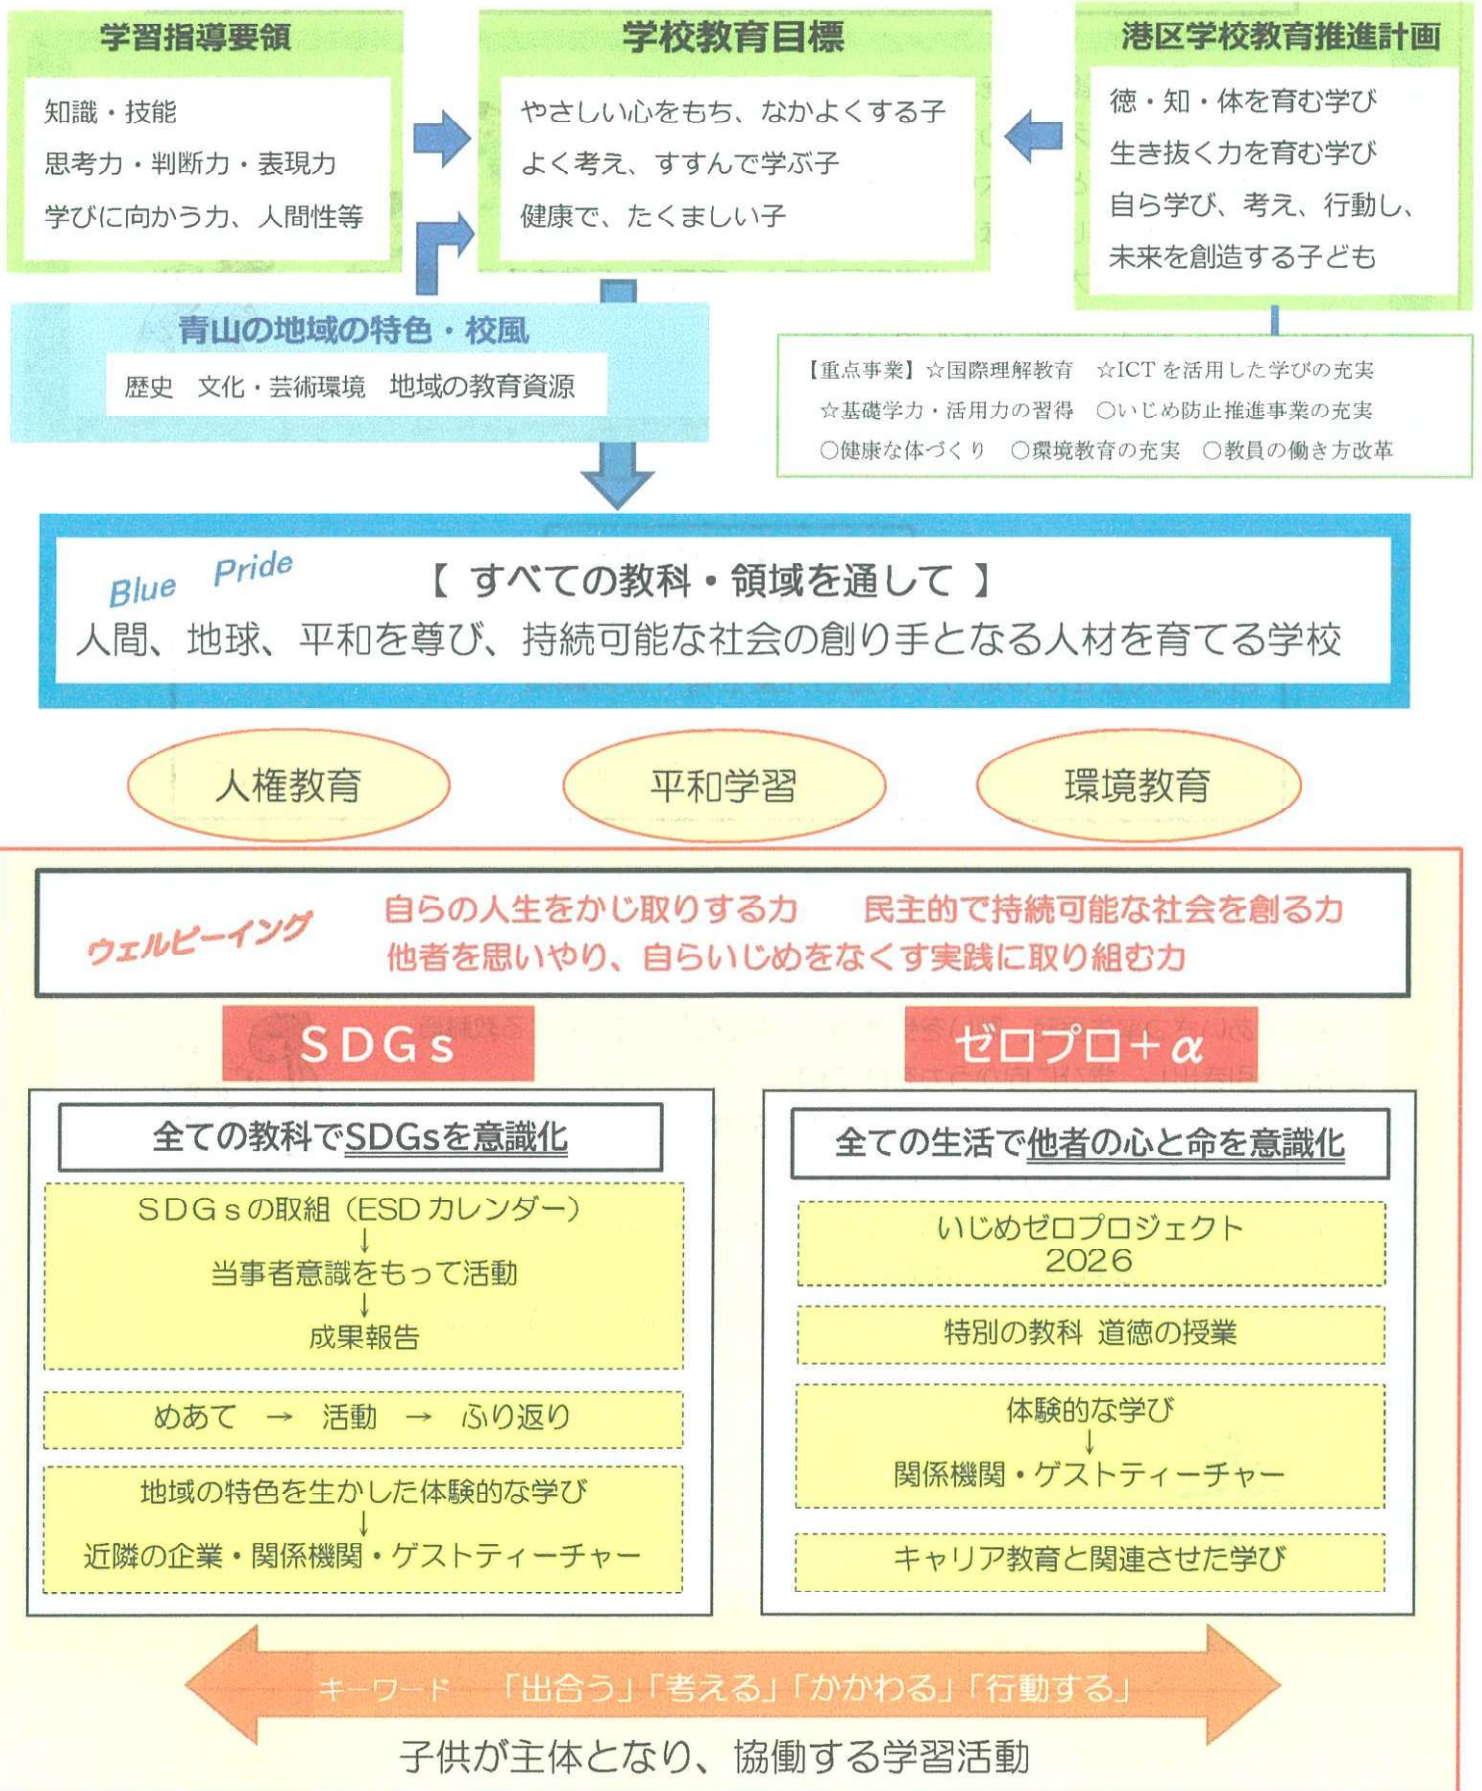 学習指導要領
知識・技能
思考力・判断力・表現力
学びに向かう力、人間性等
学校教育目標
やさしい心をもち、なかよくする子
よく考え、すすんで学ぶ子
健康で、たくましい子
港区学校教育推進計画
徳・知・体を育む学び
生き抜く力を育む学び
自ら学び、考え、行動し、
未来を創造する子ども
青山の地域の特色・校風
歴史　文化・芸術環境　地域の教育資源
【重点事業】☆国際理解教育　☆ICTを活用した学びの充実
☆基礎学力・活用力の習得　○いじめ防止推進事業の充実
○健康な体づくり　○環境教育の充実　○教員の働き方改革
Blue Pride
【 すべての教科・領域を通して 】
人間、地球、平和を尊び、持続可能な社会の創り手となる人材を育てる学校
人権教育
平和学習
環境教育
ウェルビーイング
自らの人生をかじ取りする力　　民主的で持続可能な社会を創る力
他者を思いやり、自らいじめをなくす実践に取り組む力
SDGs
全ての教科でSDGsを意識化
SDGsの取組（ESDカレンダー）
↓
当事者意識をもって活動
↓
成果報告
めあて　→　活動　→　ふり返り
地域の特色を生かした体験的な学び
↓
近隣の企業・関係機関・ゲストティーチャー
ゼロプロ＋α
全ての生活で他者の心と命を意識化
いじめゼロプロジェクト
2026
特別の教科 道徳の授業
体験的な学び
↓
関係機関・ゲストティーチャー
キャリア教育と関連させた学び
キーワード　「出合う」「考える」「かかわる」「行動する」
子供が主体となり、協働する学習活動